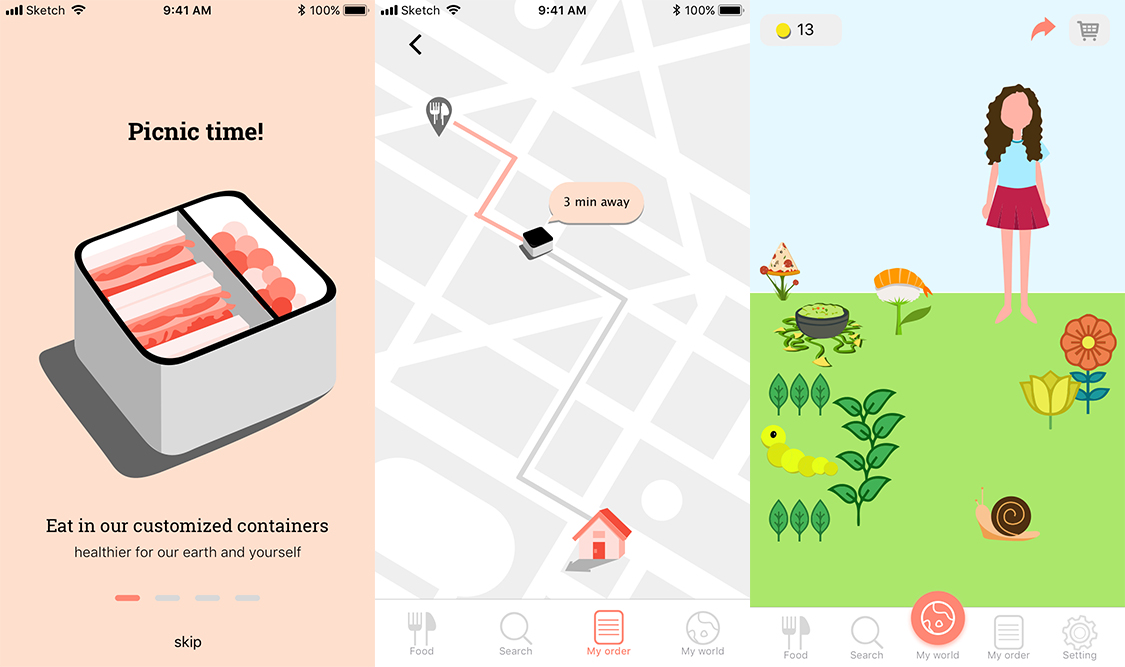 Sketch 9:41 AM 100%
Picnic time!
Eat in our customized containers
healthier for our earth and yourself
skip
Sketch 9:41 AM 100%
3 min away
Food Search My order My world
13
Food Search My world My order Setting